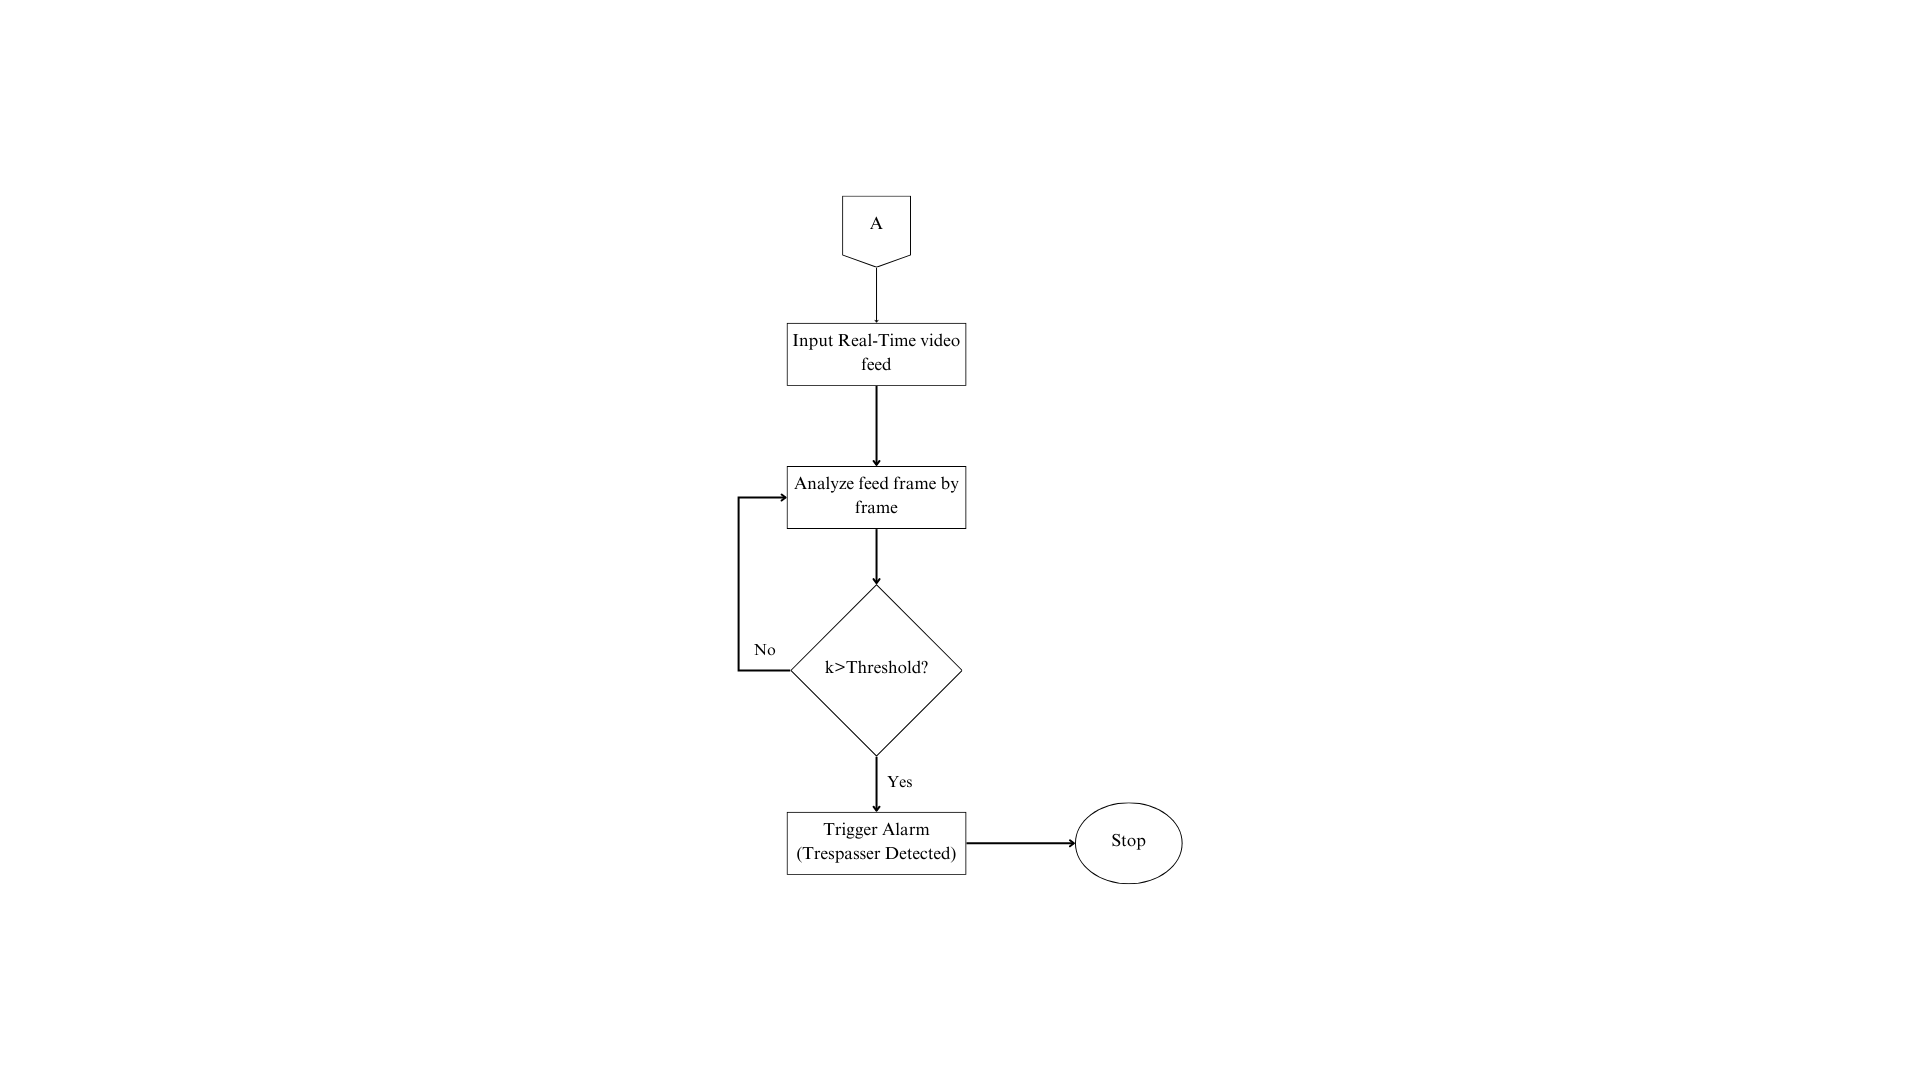 A
Input Real-Time video
feed
Analyze feed frame by
frame
No
k>Threshold?
Yes
Trigger Alarm
(Trespasser Detected)
Stop